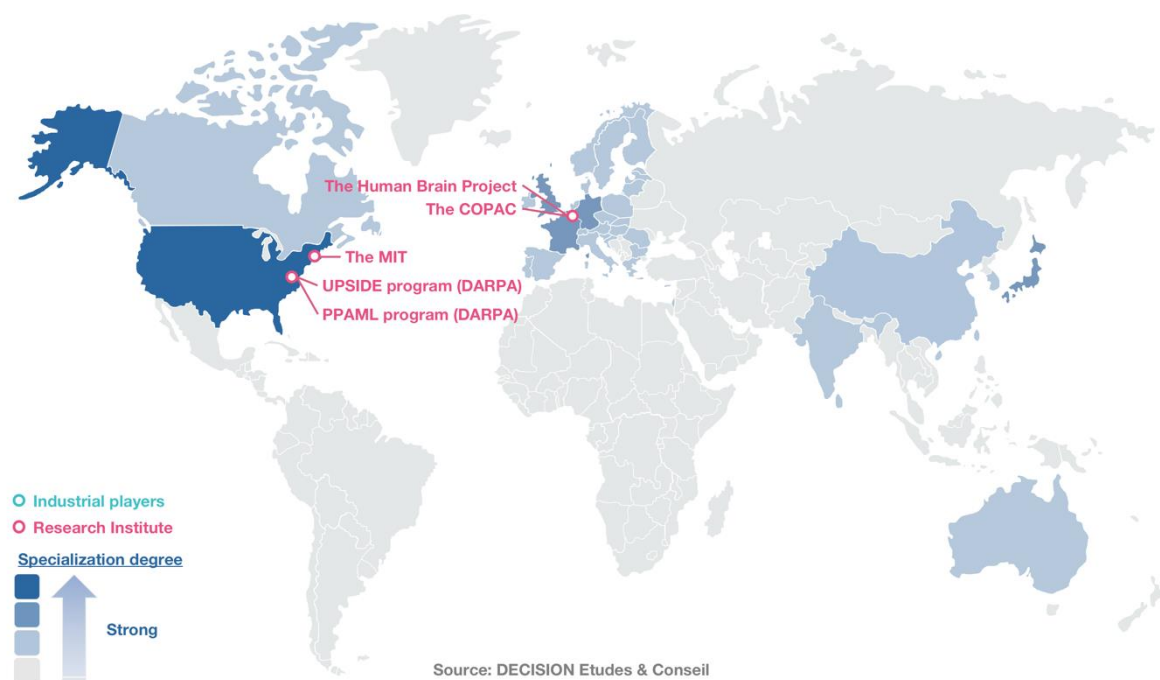 The Human Brain Project
The COPAC
The MIT
UPSIDE program (DARPA)
PPAML program (DARPA)
Industrial players
Research Institute
Specialization degree
Strong
Source: DECISION Etudes & Conseil